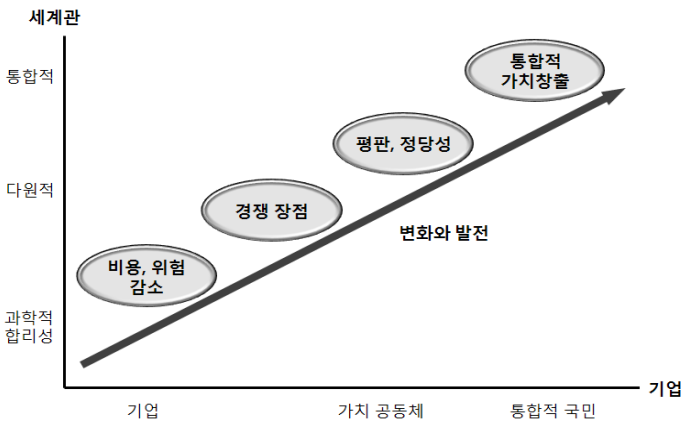 세계관
통합적
통합적
가치창출
평판, 정당성
다원적
경쟁 장점
변화와 발전
비용, 위험
감소
과학적
합리성
기업
기업
가치 공동체
통합적 국민